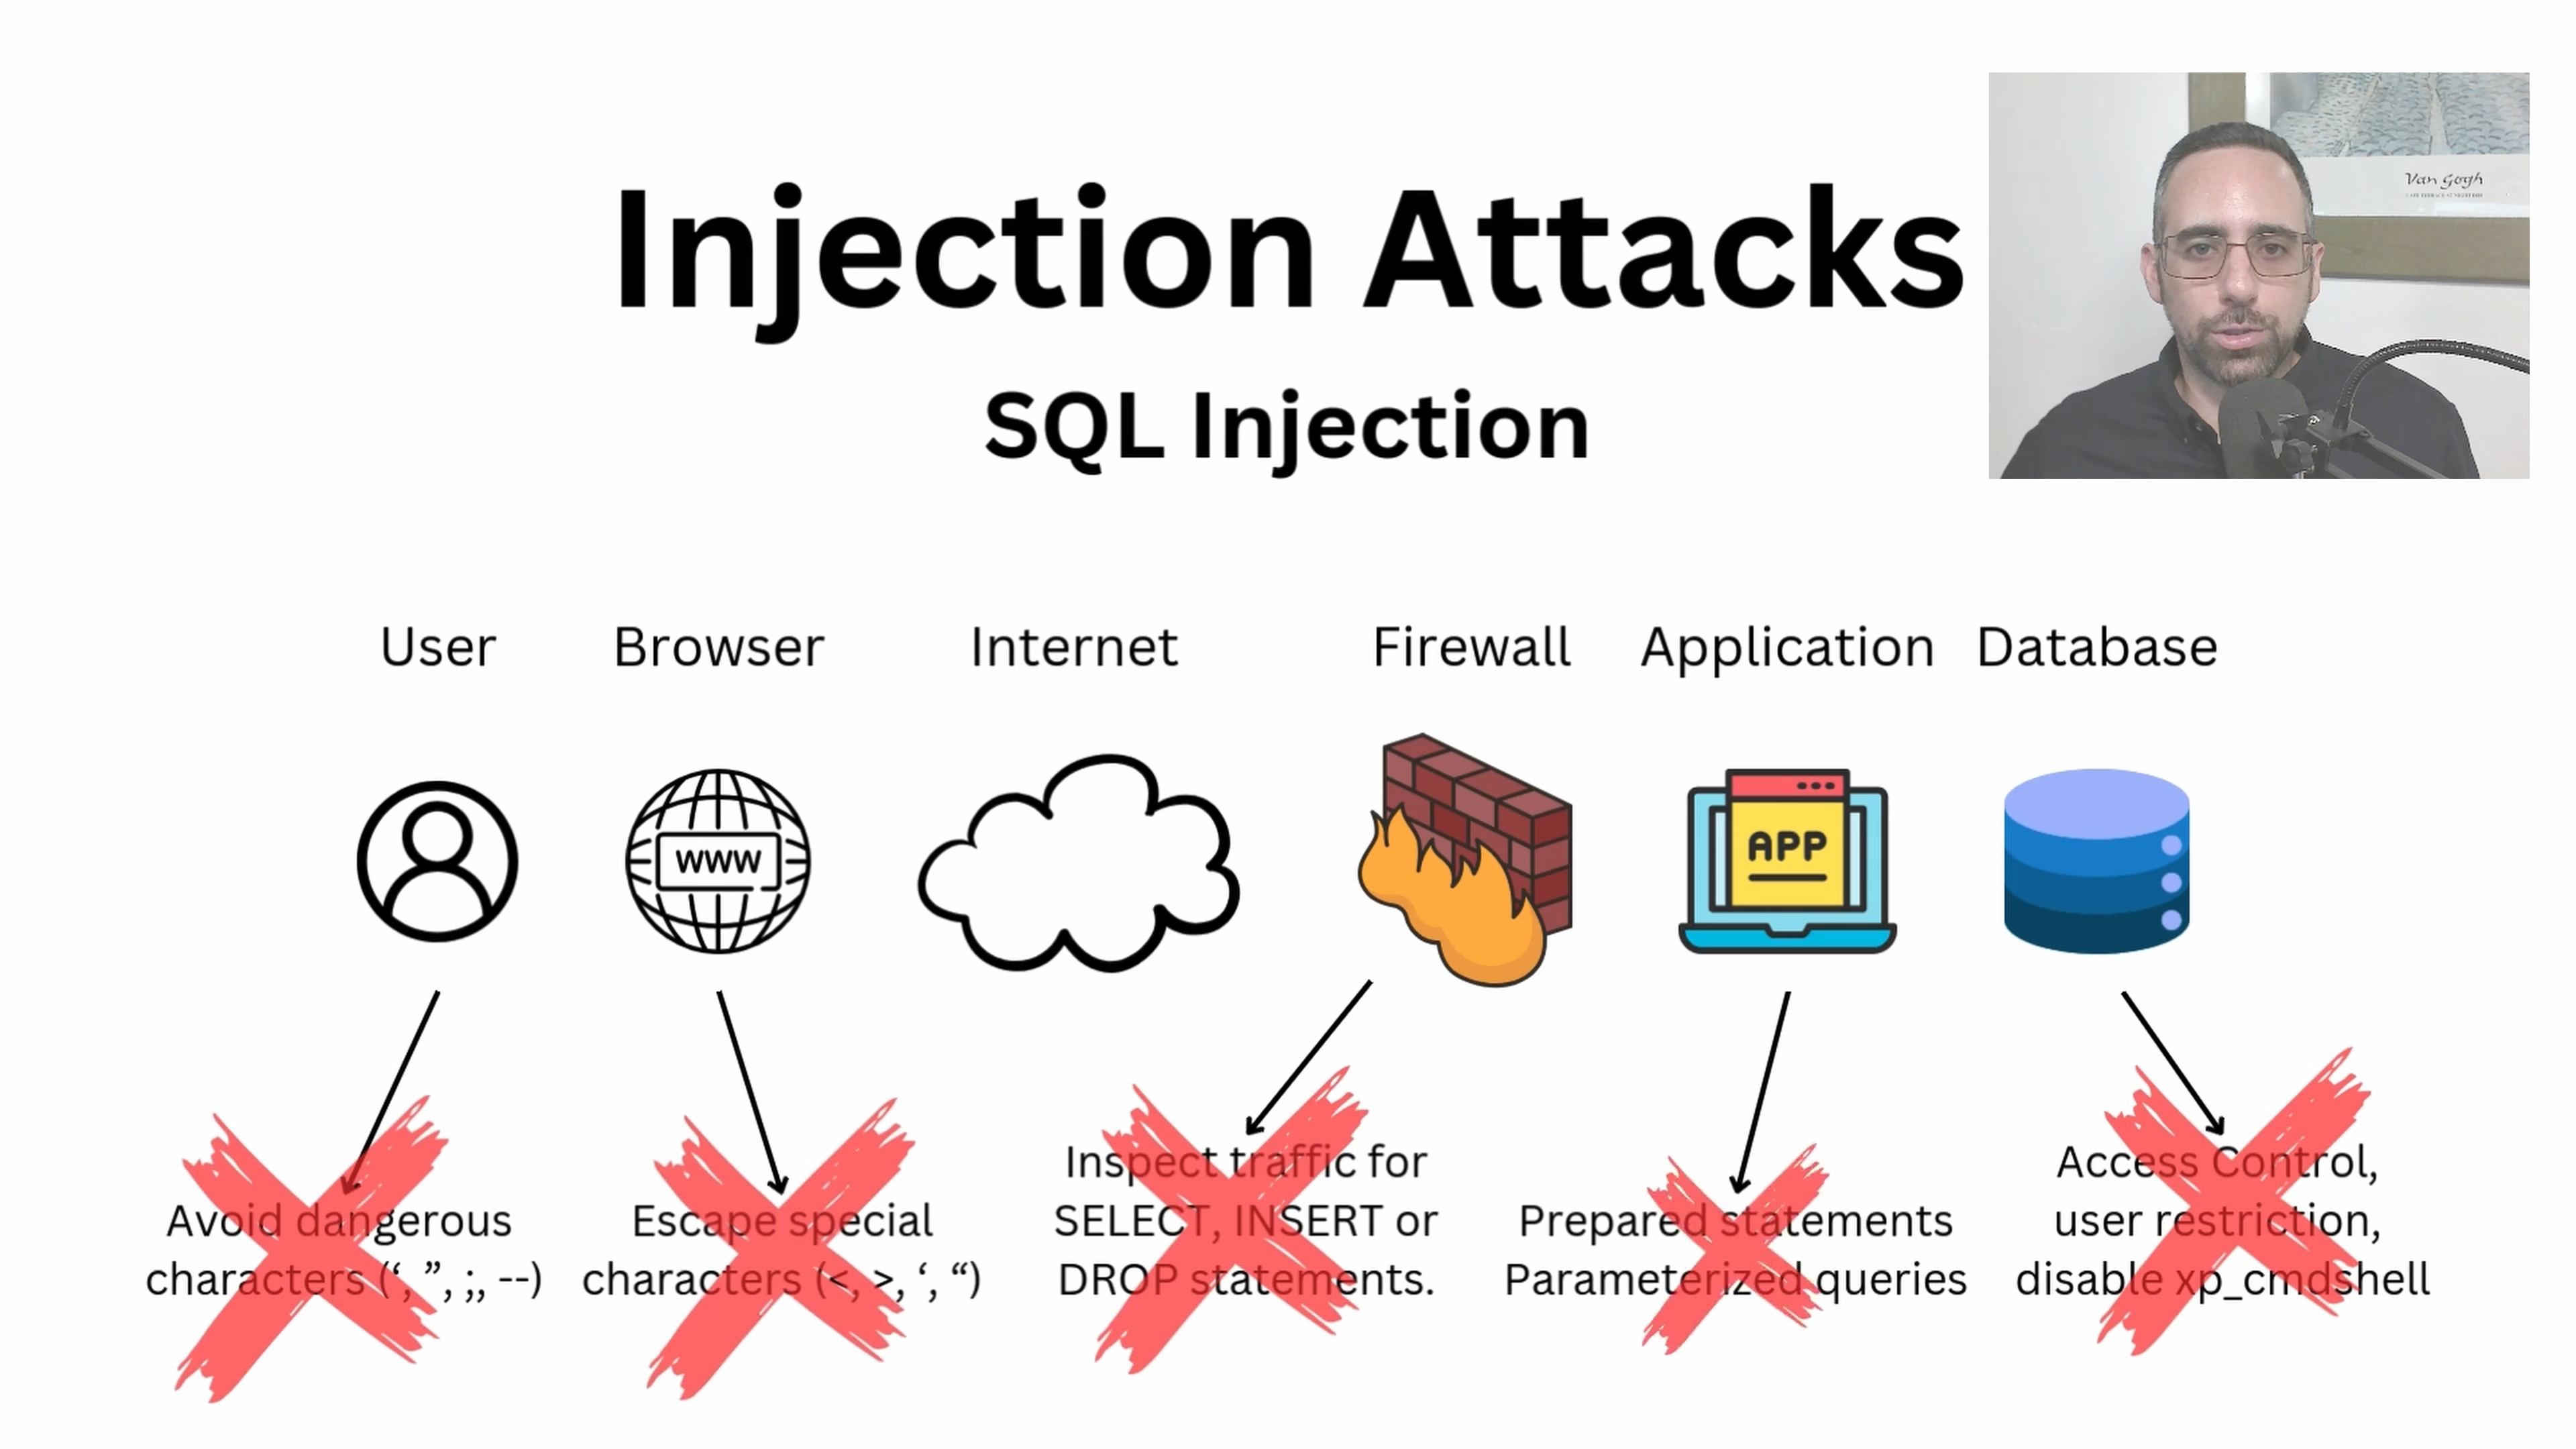 Injection Attacks
Van Gogh
SQL Injection
User
Browser
Internet
Firewall
Application
Database
WWW
APP
Avoid dangerous
characters (‘, ”, ;, --)
Escape special
characters (<, >, ‘, “)
Inspect traffic for
SELECT, INSERT or
DROP statements.
Prepared statements
Parameterized queries
Access Control,
user restriction,
disable xp_cmdshell